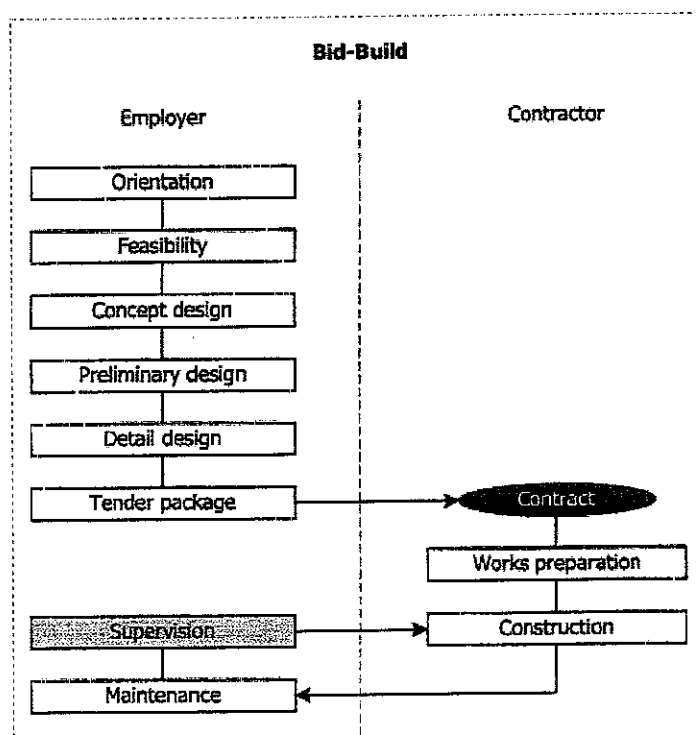 Bid-Build
Employer
Contractor
Orientation
Feasibility
Concept design
Preliminary design
Detail design
Tender package
Contract
Works preparation
Supervision
Construction
Maintenance